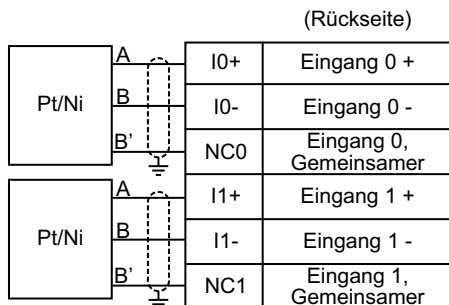 (Rückseite)
Pt/Ni
A
I0+
Eingang 0 +
B
I0-
Eingang 0 -
B'
NC0
Eingang 0,
Gemeinsamer
Pt/Ni
A
I1+
Eingang 1 +
B
I1-
Eingang 1 -
B'
NC1
Eingang 1,
Gemeinsamer